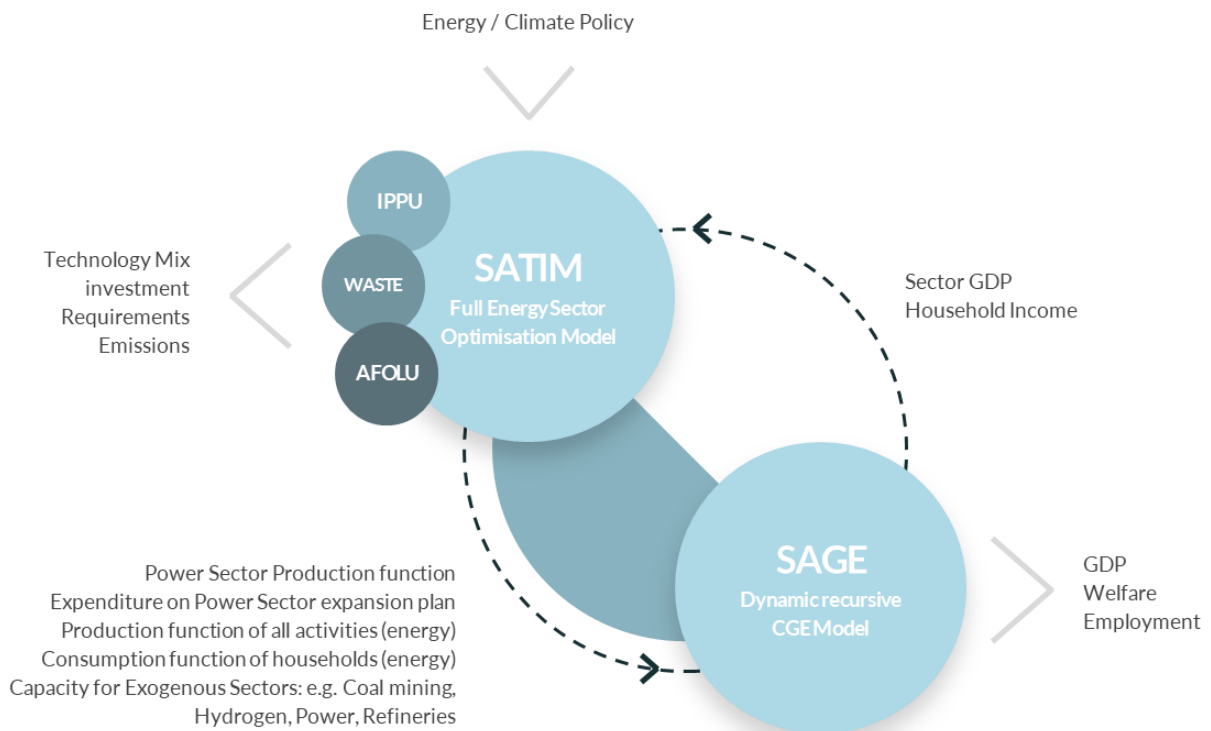 Energy / Climate Policy
IPPU
WASTE
AFOLU
SATIM
Full Energy Sector
Optimisation Model
Technology Mix
investment
Requirements
Emissions
Sector GDP
Household Income
Power Sector Production function
Expenditure on Power Sector expansion plan
Production function of all activities (energy)
Consumption function of households (energy)
Capacity for Exogenous Sectors: e.g. Coal mining,
Hydrogen, Power, Refineries
SAGE
Dynamic recursive
CGE Model
GDP
Welfare
Employment